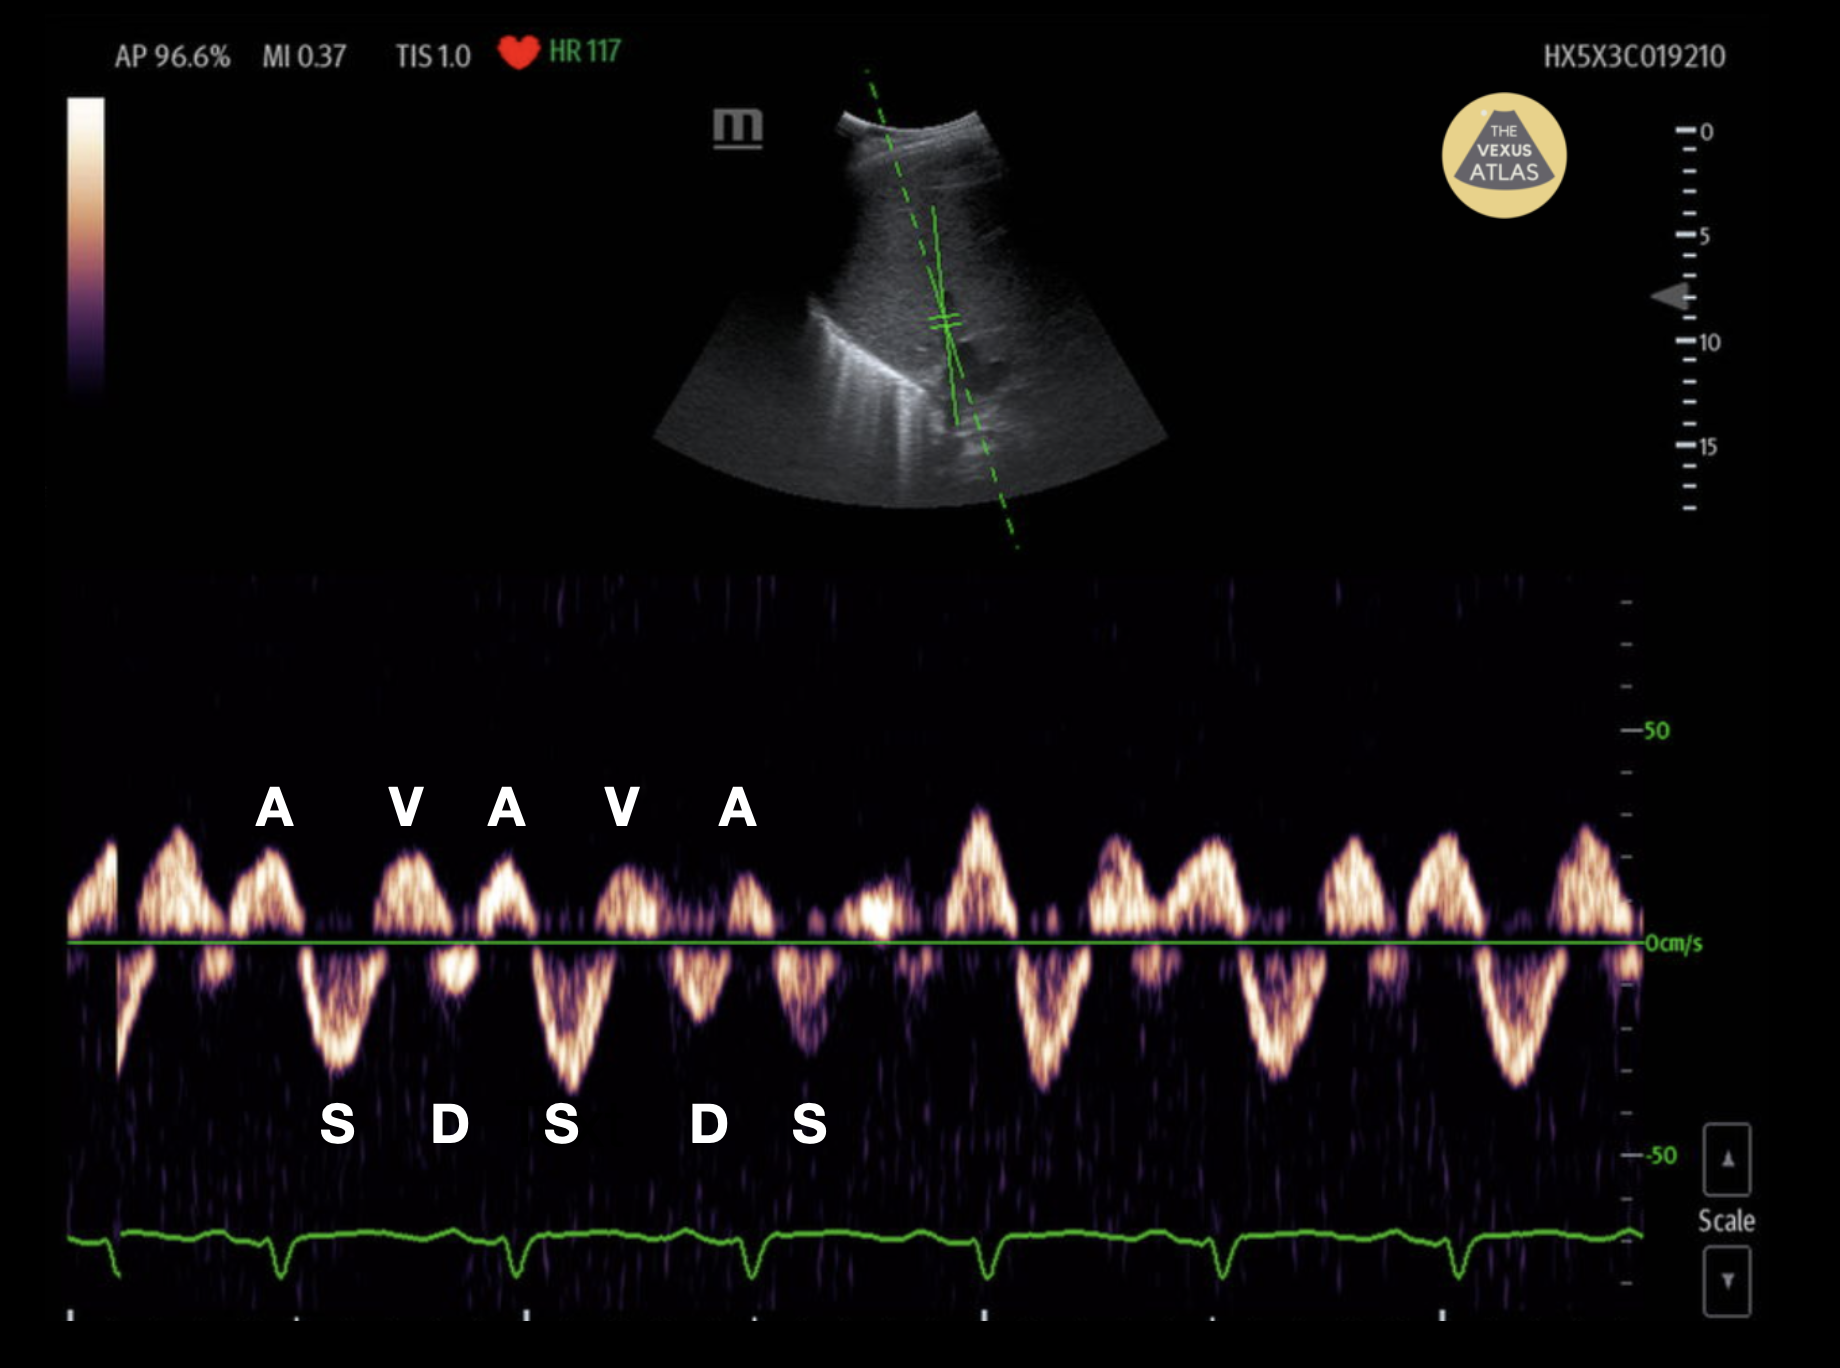 AP 96.6% MI 0.37 TIS 1.0 HR 117 HX5X3C019210
m
THE
VEXUS
ATLAS
0
5
10
15
50
A V A V A
0cm/s
S D S D S
-50
Scale